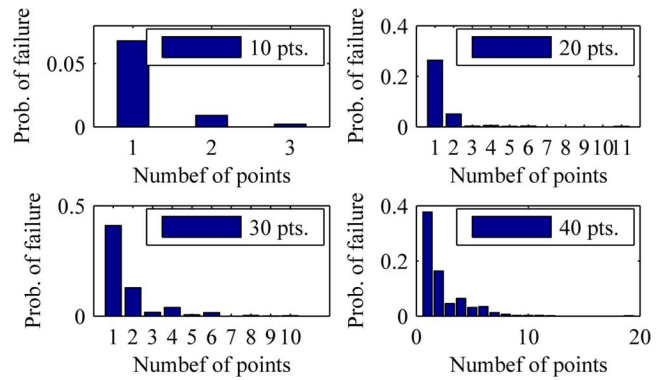 Prob. of failure
0.05
0
10 pts.
1 2 3
Numbef of points
Prob. of failure
0.4
0.2
0
20 pts.
1 2 3 4 5 6 7 8 9 10 11
Numbef of points
Prob. of failure
0.5
0
30 pts.
1 2 3 4 5 6 7 8 9 10
Numbef of points
Prob. of failure
0.4
0.2
0
40 pts.
0 10 20
Numbef of points